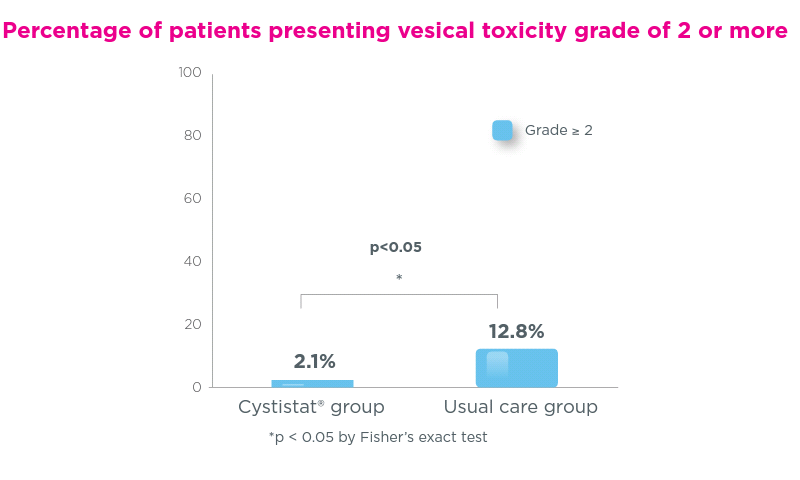 Percentage of patients presenting vesical toxicity grade of 2 or more
100
80
60
40
20
0
Grade ≥ 2
p<0.05
*
2.1%
12.8%
Cystistat® group
Usual care group
*p < 0.05 by Fisher’s exact test